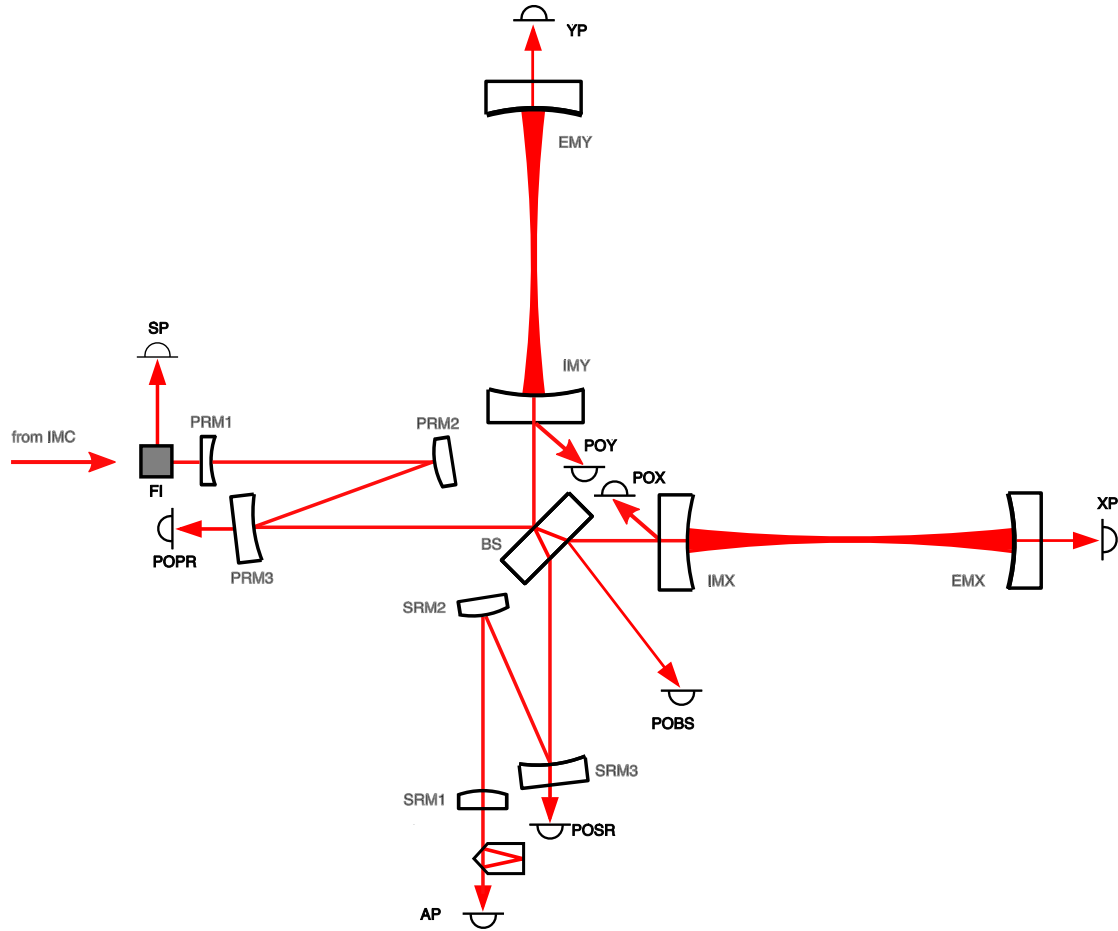 YP
EMY
SP
IMY
PRM1
PRM2
from IMC
POY
POX
FI
XP
BS
POPR
PRM3
IMX
EMX
SRM2
POBS
SRM3
SRM1
POSR
AP